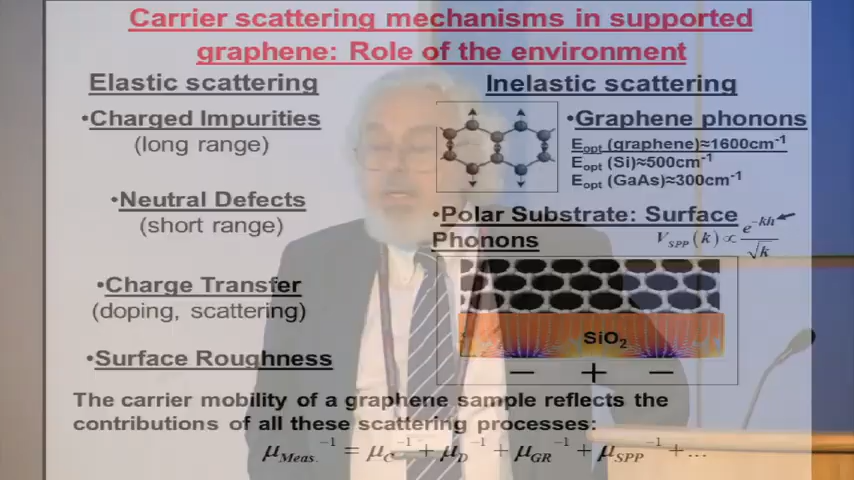 Carrier scattering mechanisms in supported
graphene: Role of the environment
Elastic scattering
•Charged Impurities
(long range)
•Neutral Defects
(short range)
•Charge Transfer
(doping, scattering)
•Surface Roughness
Inelastic scattering
•Graphene phonons
E_opt (graphene)≈1600cm⁻¹
E_opt (Si)≈500cm⁻¹
E_opt (GaAs)≈300cm⁻¹
•Polar Substrate: Surface
Phonons
V_SPP(k) ∝ e^{-kh}/√k
SiO₂
− + −
The carrier mobility of a graphene sample reflects the
contributions of all these scattering processes:
μ_Meas.⁻¹ = μ_C⁻¹ + μ_D⁻¹ + μ_GR⁻¹ + μ_SPP⁻¹ + ...